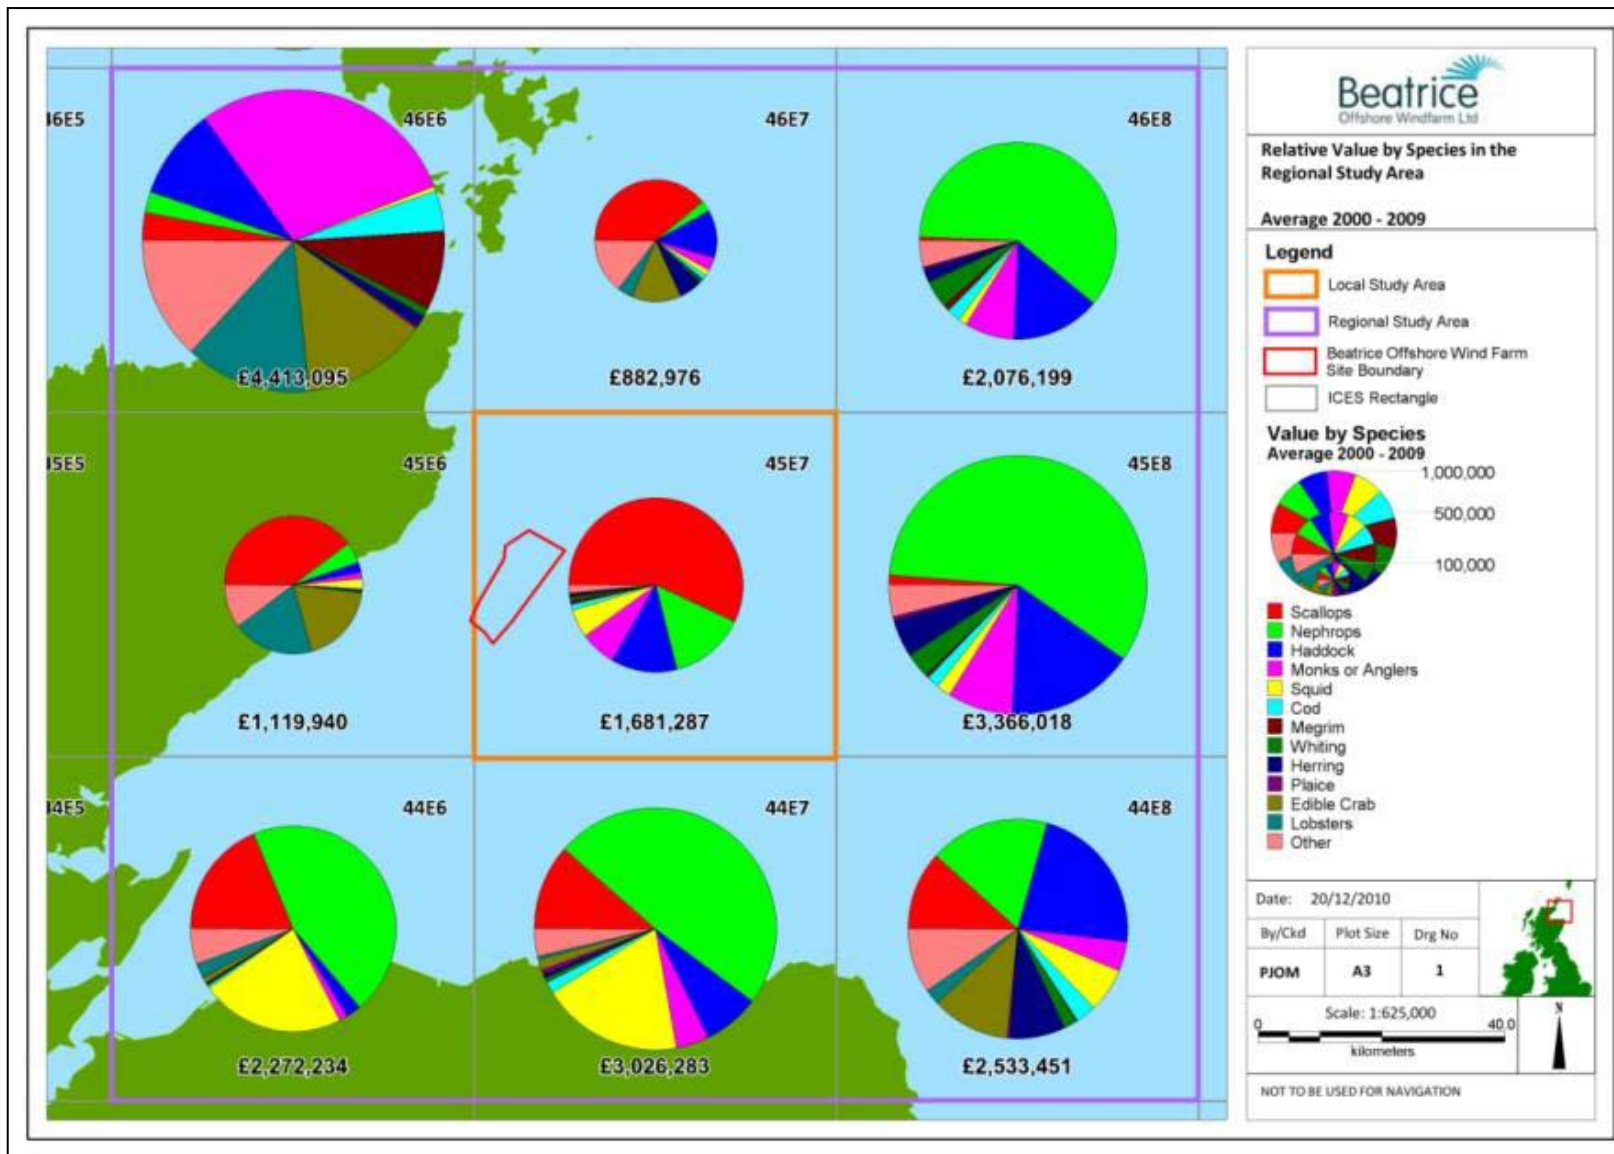 46E5
46E6
46E7
46E8
£4,413,095
£882,976
£2,076,199
45E5
45E6
45E7
45E8
£1,119,940
£1,681,287
£3,366,018
44E5
44E6
44E7
44E8
£2,272,234
£3,026,283
£2,533,451
Beatrice
Offshore Windfarm Ltd
Relative Value by Species in the
Regional Study Area
Average 2000 - 2009
Legend
Local Study Area
Regional Study Area
Beatrice Offshore Wind Farm
Site Boundary
ICES Rectangle
Value by Species
Average 2000 - 2009
1,000,000
500,000
100,000
Scallops
Nephrops
Haddock
Monks or Anglers
Squid
Cod
Megrim
Whiting
Herring
Plaice
Edible Crab
Lobsters
Other
Date: 20/12/2010
By/Ckd Plot Size Drg No
PJOM A3 1
Scale: 1:625,000
0 40.0
kilometers
N
NOT TO BE USED FOR NAVIGATION